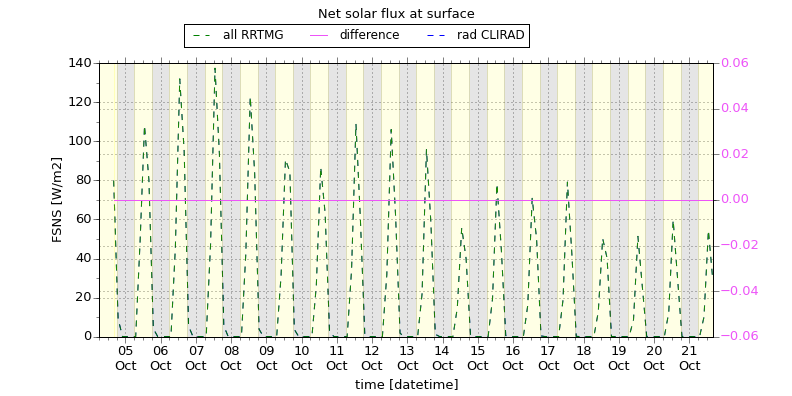 Net solar flux at surface
all RRTMG difference rad CLIRAD
140
120
100
80
60
40
20
0
FSNS [W/m2]
0.06
0.04
0.02
0.00
−0.02
−0.04
−0.06
05 06 07 08 09 10 11 12 13 14 15 16 17 18 19 20 21
Oct Oct Oct Oct Oct Oct Oct Oct Oct Oct Oct Oct Oct Oct Oct Oct Oct
time [datetime]